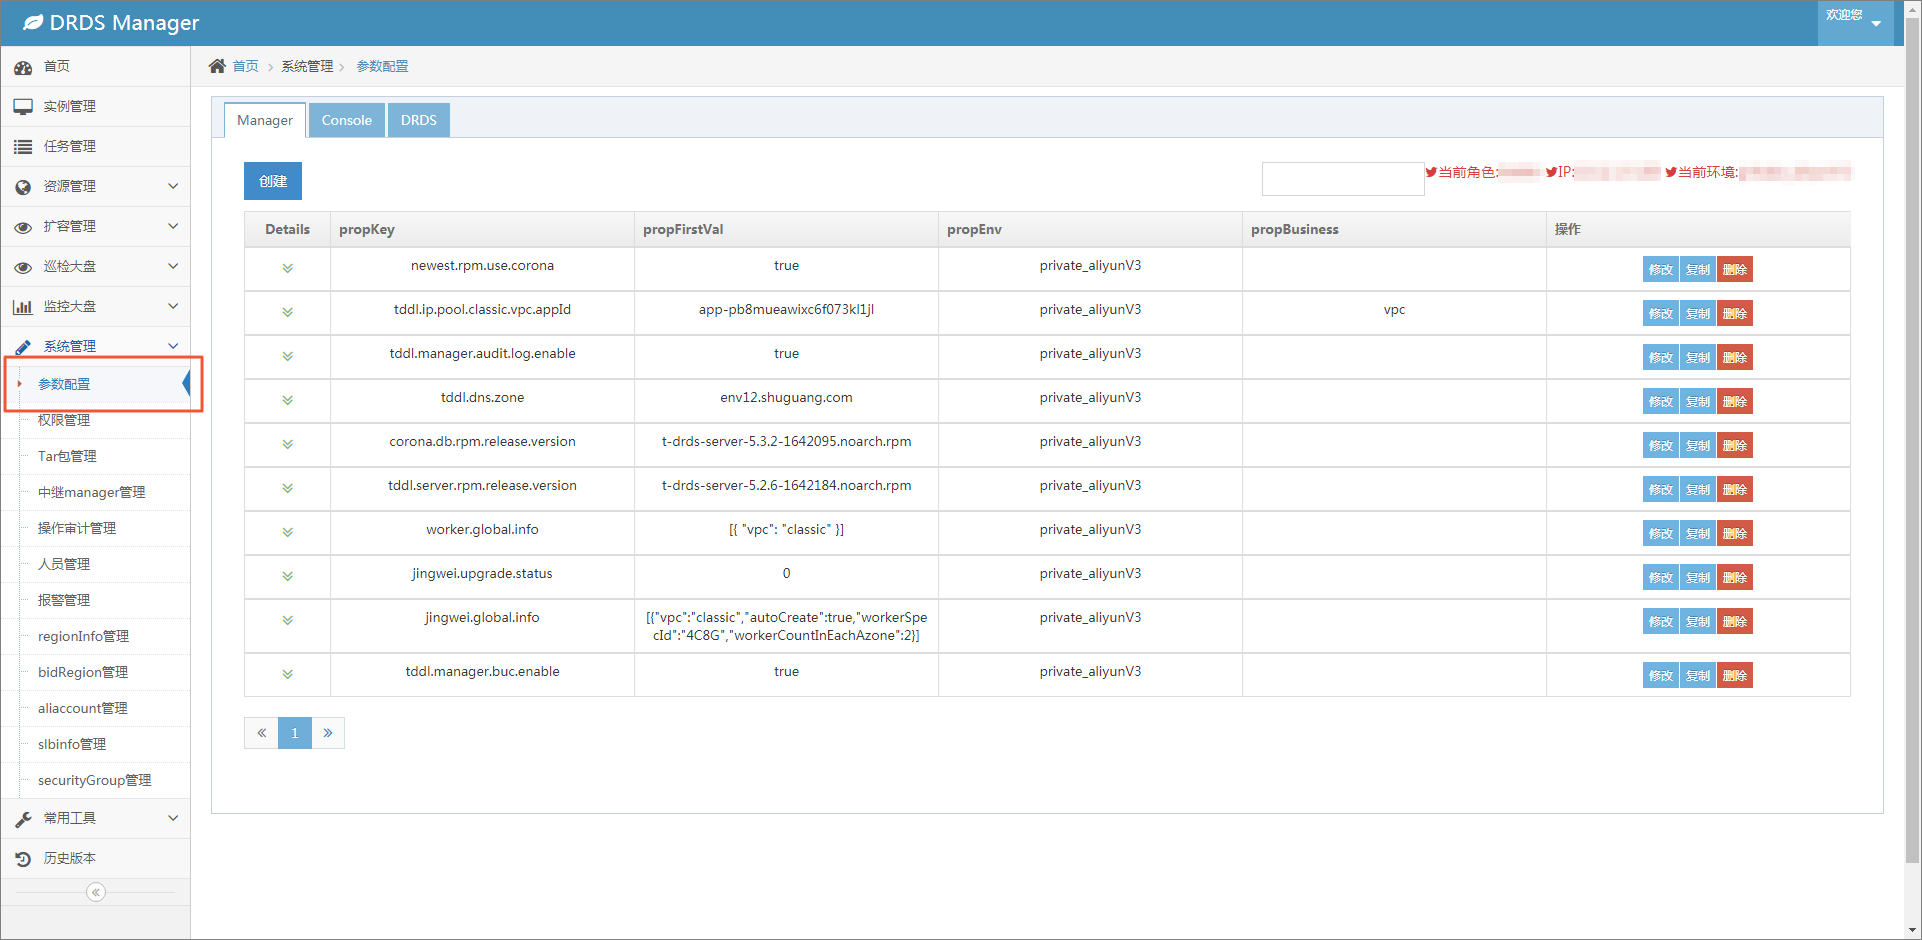 DRDS Manager
欢迎您
首页
实例管理
任务管理
资源管理
扩容管理
巡检大盘
监控大盘
系统管理
参数配置
权限管理
Tar包管理
中继manager管理
操作审计管理
人员管理
报警管理
regionInfo管理
bidRegion管理
aliaccount管理
slbinfo管理
securityGroup管理
常用工具
历史版本
首页 系统管理 参数配置
Manager Console DRDS
创建 当前角色: IP: 当前环境:
Details propKey propFirstVal propEnv propBusiness 操作
newest.rpm.use.corona true private_aliyunV3 修改 复制 删除
tddl.ip.pool.classic.vpc.appId app-pb8mueawixc6f073kl1jl private_aliyunV3 vpc 修改 复制 删除
tddl.manager.audit.log.enable true private_aliyunV3 修改 复制 删除
tddl.dns.zone env12.shuguang.com private_aliyunV3 修改 复制 删除
corona.db.rpm.release.version t-drds-server-5.3.2-1642095.noarch.rpm private_aliyunV3 修改 复制 删除
tddl.server.rpm.release.version t-drds-server-5.2.6-1642184.noarch.rpm private_aliyunV3 修改 复制 删除
worker.global.info [{ "vpc": "classic" }] private_aliyunV3 修改 复制 删除
jingwei.upgrade.status 0 private_aliyunV3 修改 复制 删除
jingwei.global.info [{"vpc":"classic","autoCreate":true,"workerSpe private_aliyunV3 修改 复制 删除
cId":"4C8G","workerCountInEachAzone":2}]
tddl.manager.buc.enable true private_aliyunV3 修改 复制 删除
« 1 »